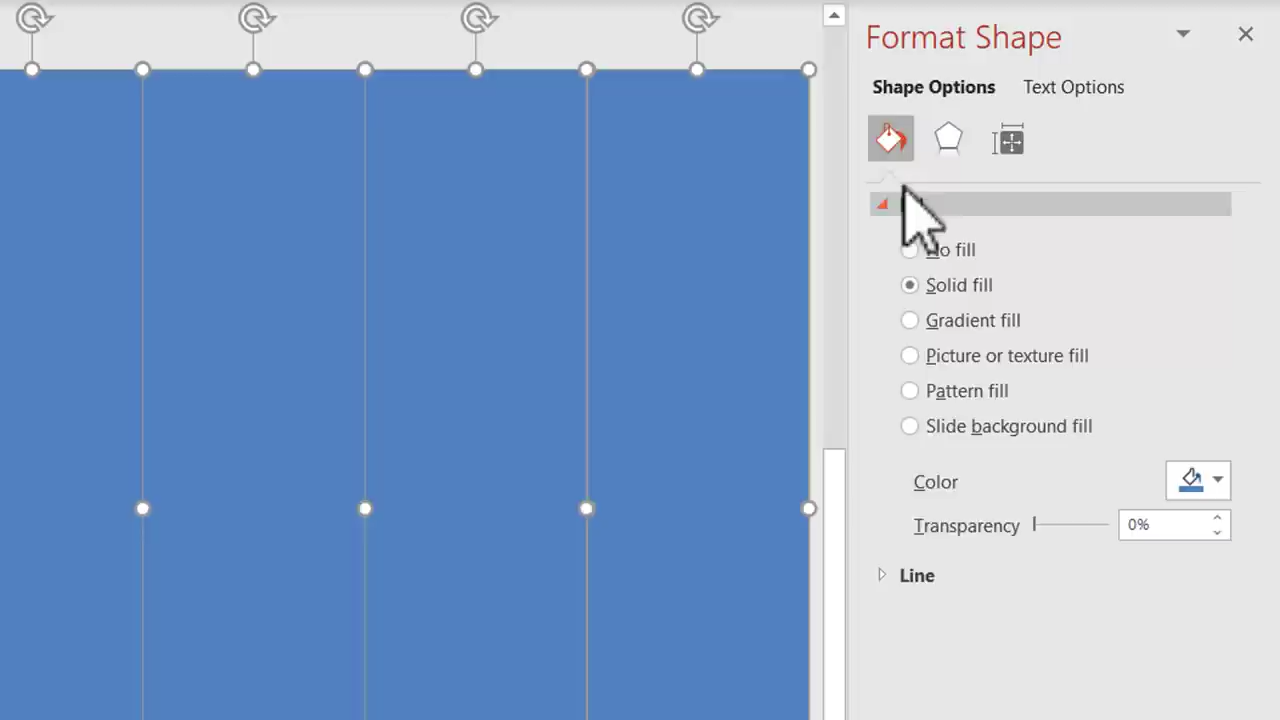 Format Shape
Shape Options Text Options
No fill
Solid fill
Gradient fill
Picture or texture fill
Pattern fill
Slide background fill
Color
Transparency 0%
Line